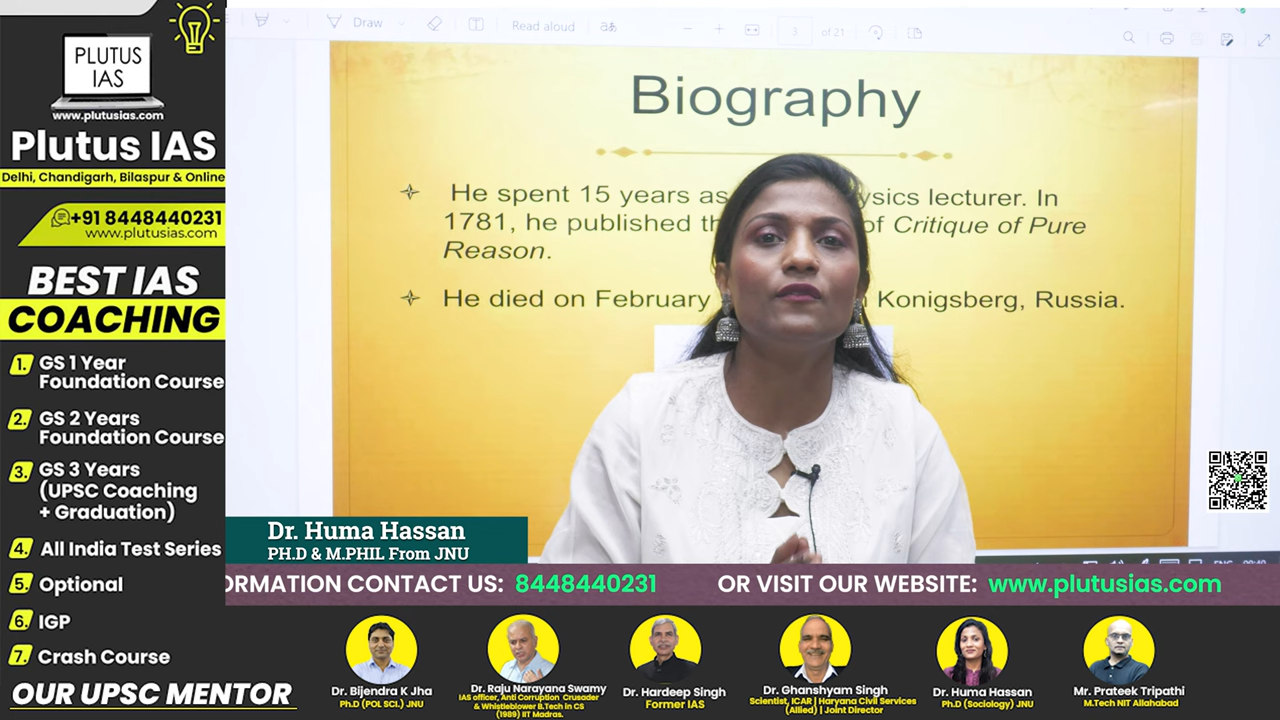 PLUTUS
IAS
www.plutusias.com
Plutus IAS
Delhi, Chandigarh, Bilaspur & Online
+91 8448440231
www.plutusias.com
BEST IAS
COACHING
1. GS 1 Year
Foundation Course
2. GS 2 Years
Foundation Course
3. GS 3 Years
(UPSC Coaching
+ Graduation)
4. All India Test Series
5. Optional
6. IGP
7. Crash Course
OUR UPSC MENTOR
Draw
Read aloud
3 of 21
Biography
He spent 15 years as ysics lecturer. In
1781, he published th of Critique of Pure
Reason.
He died on February Konigsberg, Russia.
Dr. Huma Hassan
PH.D & M.PHIL From JNU
ORMATION CONTACT US: 8448440231 OR VISIT OUR WEBSITE: www.plutusias.com
Dr. Bijendra K Jha
Ph.D (POL SCI.) JNU
Dr. Raju Narayana Swamy
IAS officer, Anti Corruption Crusader
& Whistleblower B.Tech in CS
(1989) IIT Madras.
Dr. Hardeep Singh
Former IAS
Dr. Ghanshyam Singh
Scientist, ICAR | Haryana Civil Services
(Allied) | Joint Director
Dr. Huma Hassan
Ph.D (Sociology) JNU
Mr. Prateek Tripathi
M.Tech NIT Allahabad